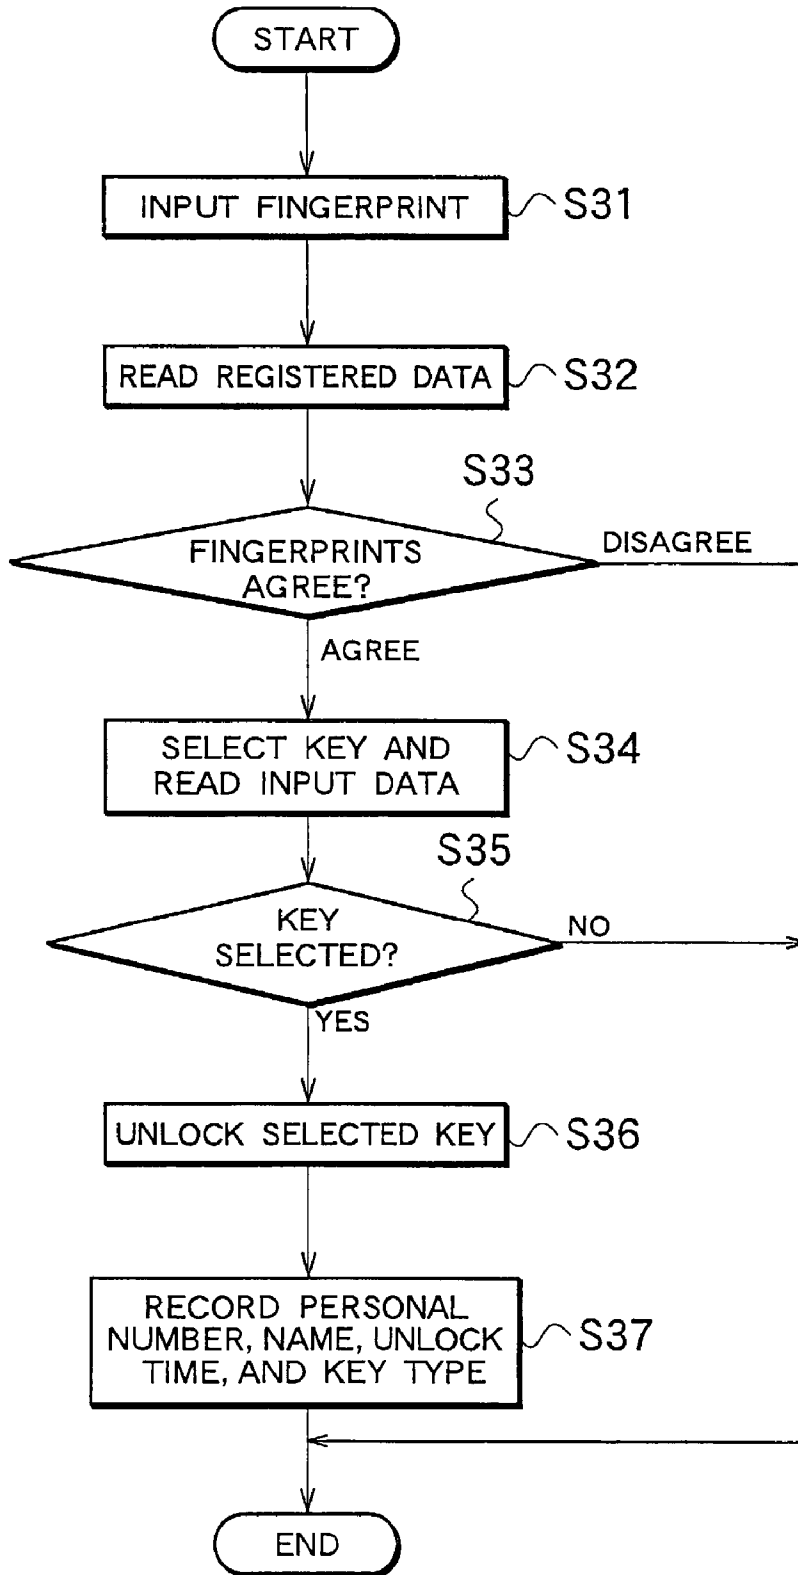 START
INPUT FINGERPRINT
S31
READ REGISTERED DATA
S32
S33
FINGERPRINTS
AGREE?
DISAGREE
AGREE
SELECT KEY AND
READ INPUT DATA
S34
S35
KEY
SELECTED?
NO
YES
UNLOCK SELECTED KEY
S36
RECORD PERSONAL
NUMBER, NAME, UNLOCK
TIME, AND KEY TYPE
S37
END